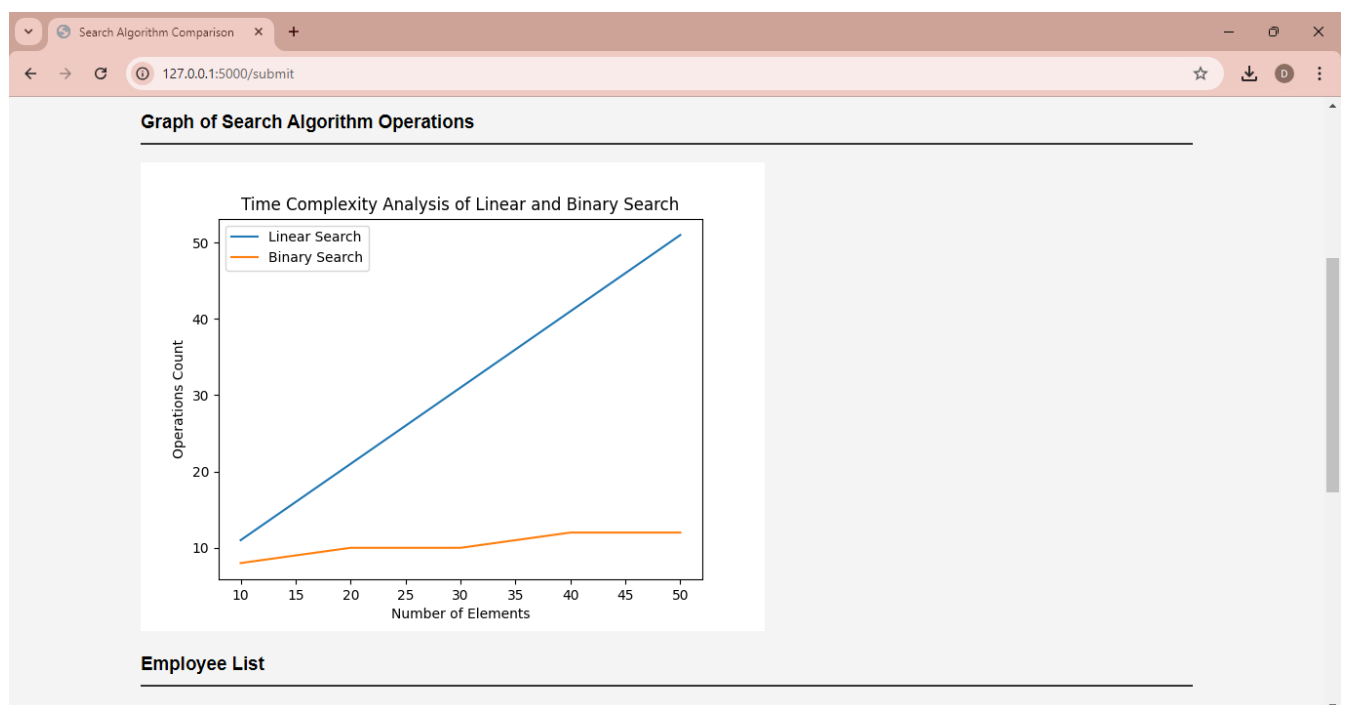 Search Algorithm Comparison
127.0.0.1:5000/submit
D
Graph of Search Algorithm Operations
Time Complexity Analysis of Linear and Binary Search
Linear Search
Binary Search
50
40
30
20
10
Operations Count
10 15 20 25 30 35 40 45 50
Number of Elements
Employee List